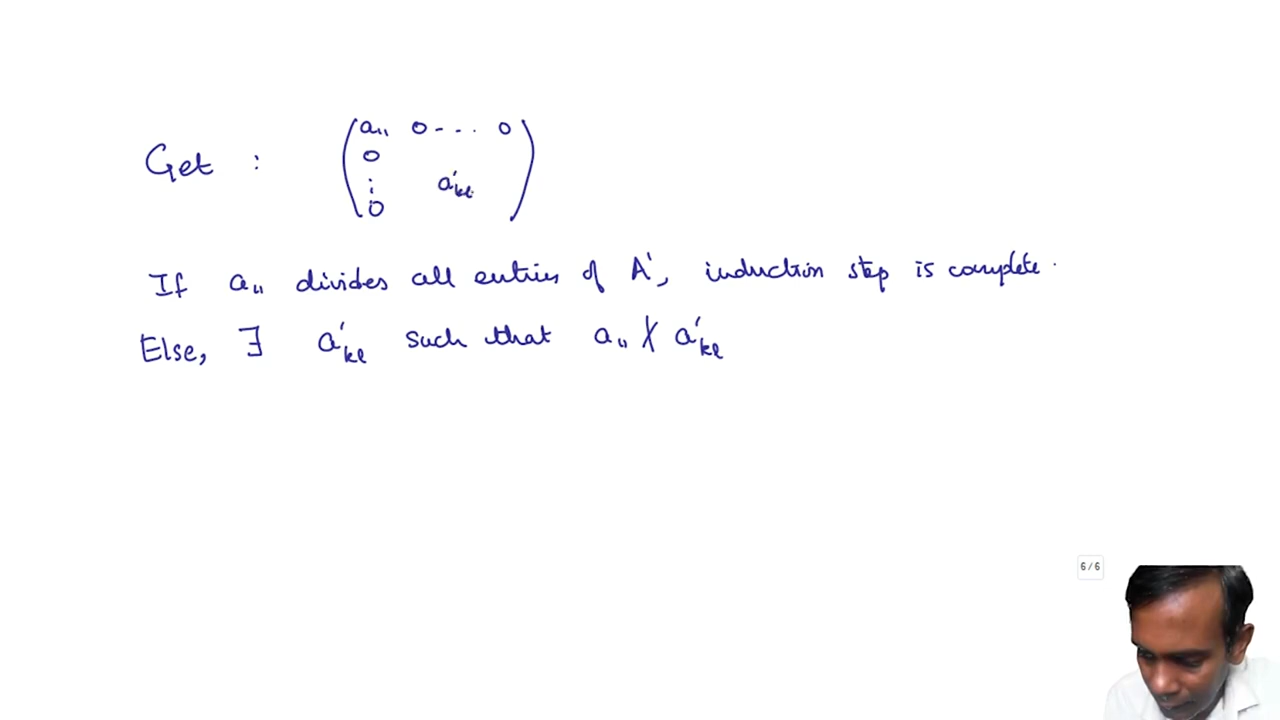 Get : ( a₁₁ 0 - . . . 0
0
⋮ a'ₖₗ
0 )
If a₁₁ divides all entries of A', induction step is complete.
Else, ∃ a'ₖₗ such that a₁₁ ∤ a'ₖₗ
6 / 6